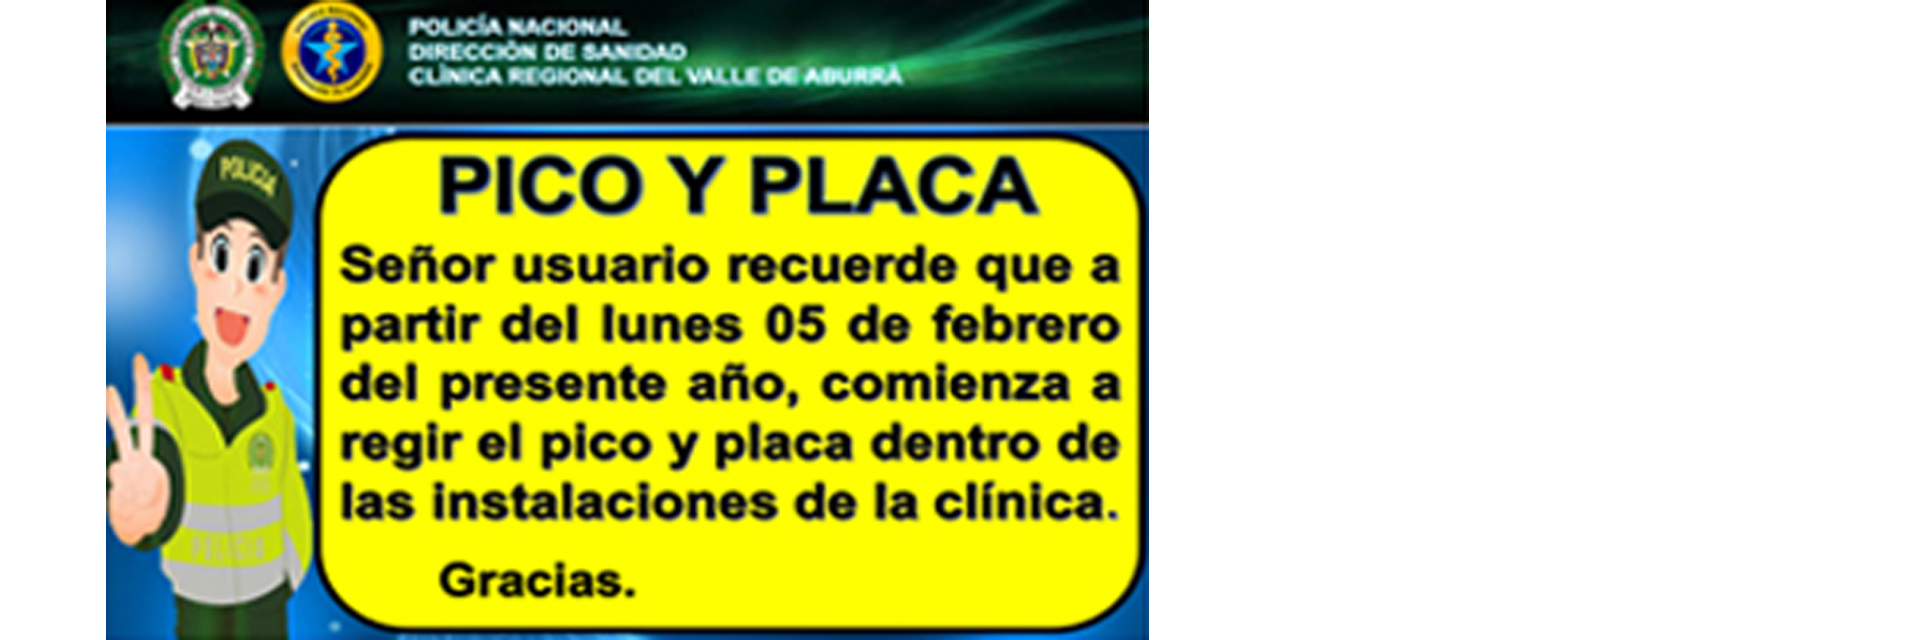 POLICÍA NACIONAL
DIRECCIÓN DE SANIDAD
CLÍNICA REGIONAL DEL VALLE DE ABURRÁ
POLICIA
PICO Y PLACA
Señor usuario recuerde que a
partir del lunes 05 de febrero
del presente año, comienza a
regir el pico y placa dentro de
las instalaciones de la clínica.
Gracias.
POLICIA